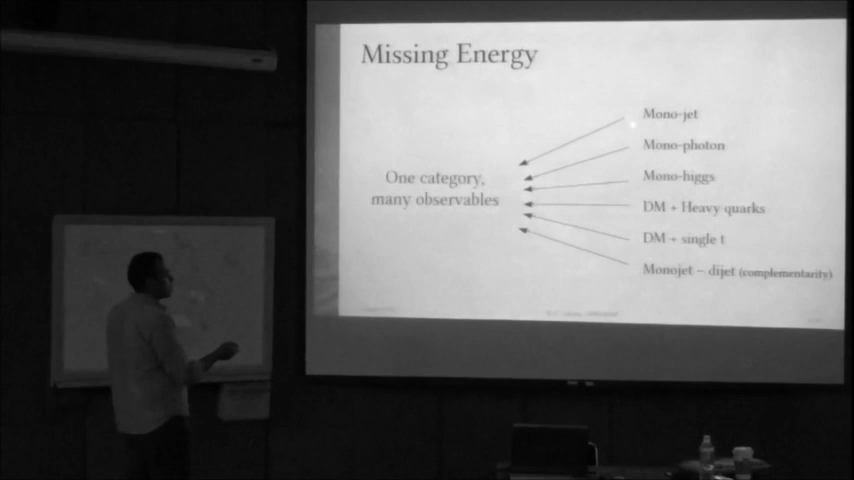 Missing Energy
One category,
many observables
Mono-jet
Mono-photon
Mono-higgs
DM + Heavy quarks
DM + single t
Monojet – dijet (complementarity)